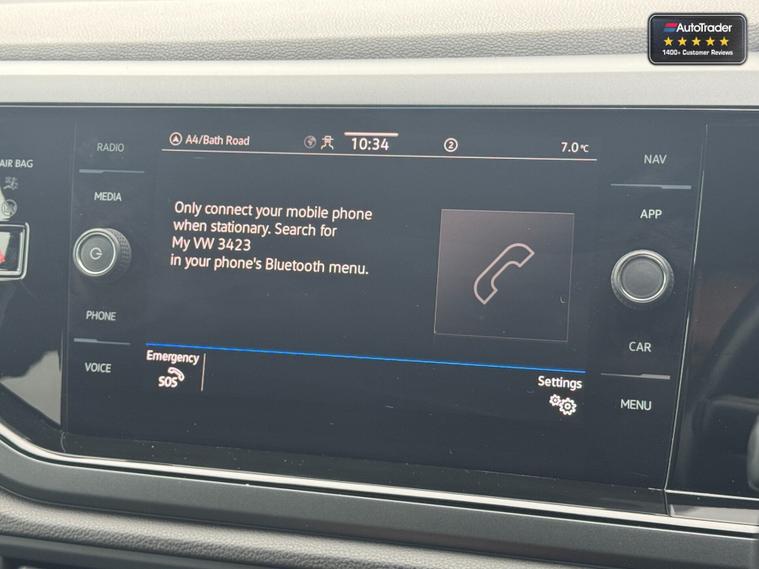 AutoTrader
1400+ Customer Reviews
A4/Bath Road
10:34
2
7.0°C
AIR BAG
RADIO
MEDIA
PHONE
VOICE
Only connect your mobile phone
when stationary. Search for
My VW 3423
in your phone's Bluetooth menu.
Emergency
SOS
Settings
NAV
APP
CAR
MENU